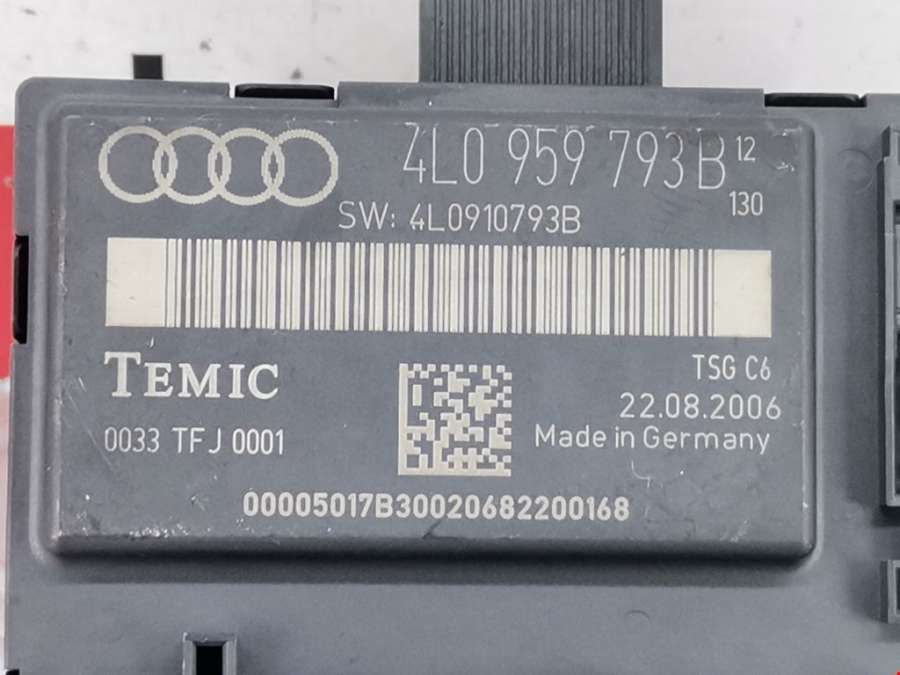 4L0 959 793B 12
130
SW: 4L0910793B
TEMIC
TSG C6
22.08.2006
0033 TFJ 0001
Made in Germany
00005017B30020682200168